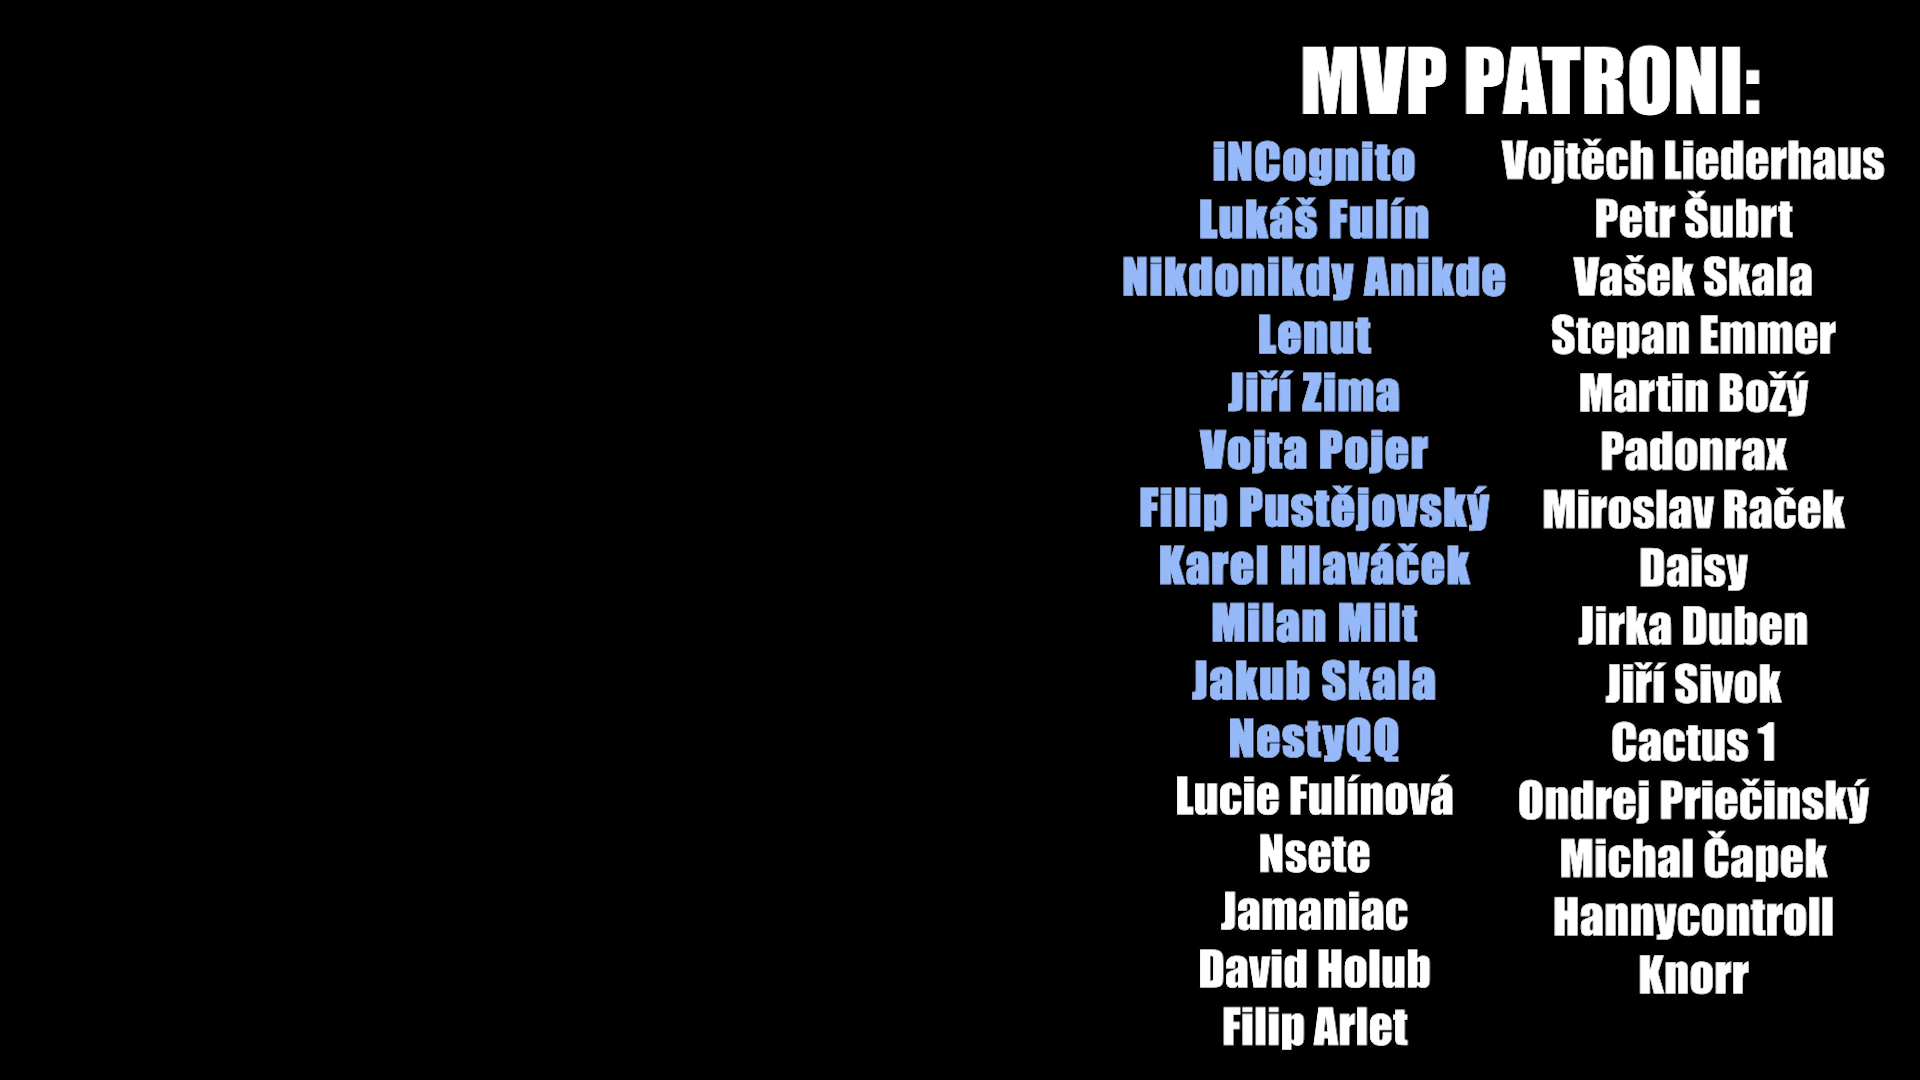 MVP PATRONI:
iNCognito
Lukáš Fulín
Nikdonikdy Anikde
Lenut
Jiří Zima
Vojta Pojer
Filip Pustějovský
Karel Hlaváček
Milan Milt
Jakub Skala
NestyQQ
Lucie Fulínová
Nsete
Jamaniac
David Holub
Filip Arlet
Vojtěch Liederhaus
Petr Šubrt
Vašek Skala
Stepan Emmer
Martin Božý
Padonrax
Miroslav Raček
Daisy
Jirka Duben
Jiří Sivok
Cactus 1
Ondrej Priečinský
Michal Čapek
Hannycontroll
Knorr